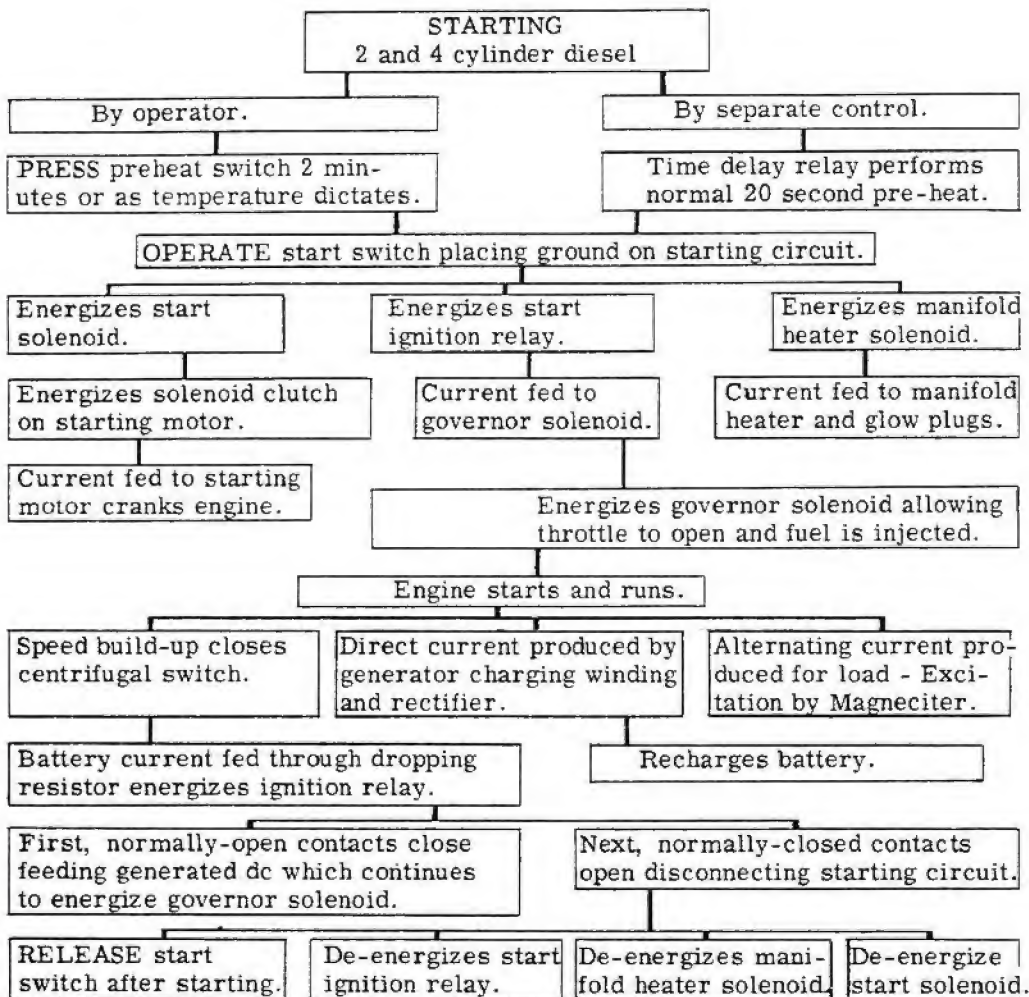 STARTING
2 and 4 cylinder diesel
By operator.
By separate control.
PRESS preheat switch 2 min-
utes or as temperature dictates.
Time delay relay performs
normal 20 second pre-heat.
OPERATE start switch placing ground on starting circuit.
Energizes start
solenoid.
Energizes start
ignition relay.
Energizes manifold
heater solenoid.
Energizes solenoid clutch
on starting motor.
Current fed to
governor solenoid.
Current fed to manifold
heater and glow plugs.
Current fed to starting
motor cranks engine.
Energizes governor solenoid allowing
throttle to open and fuel is injected.
Engine starts and runs.
Speed build-up closes
centrifugal switch.
Direct current produced by
generator charging winding
and rectifier.
Alternating current pro-
duced for load - Exci-
tation by Magneciter.
Battery current fed through dropping
resistor energizes ignition relay.
Recharges battery.
First, normally-open contacts close
feeding generated dc which continues
to energize governor solenoid.
Next, normally-closed contacts
open disconnecting starting circuit.
RELEASE start
switch after starting.
De-energizes start
ignition relay.
De-energizes mani-
fold heater solenoid.
De-energize
start solenoid.